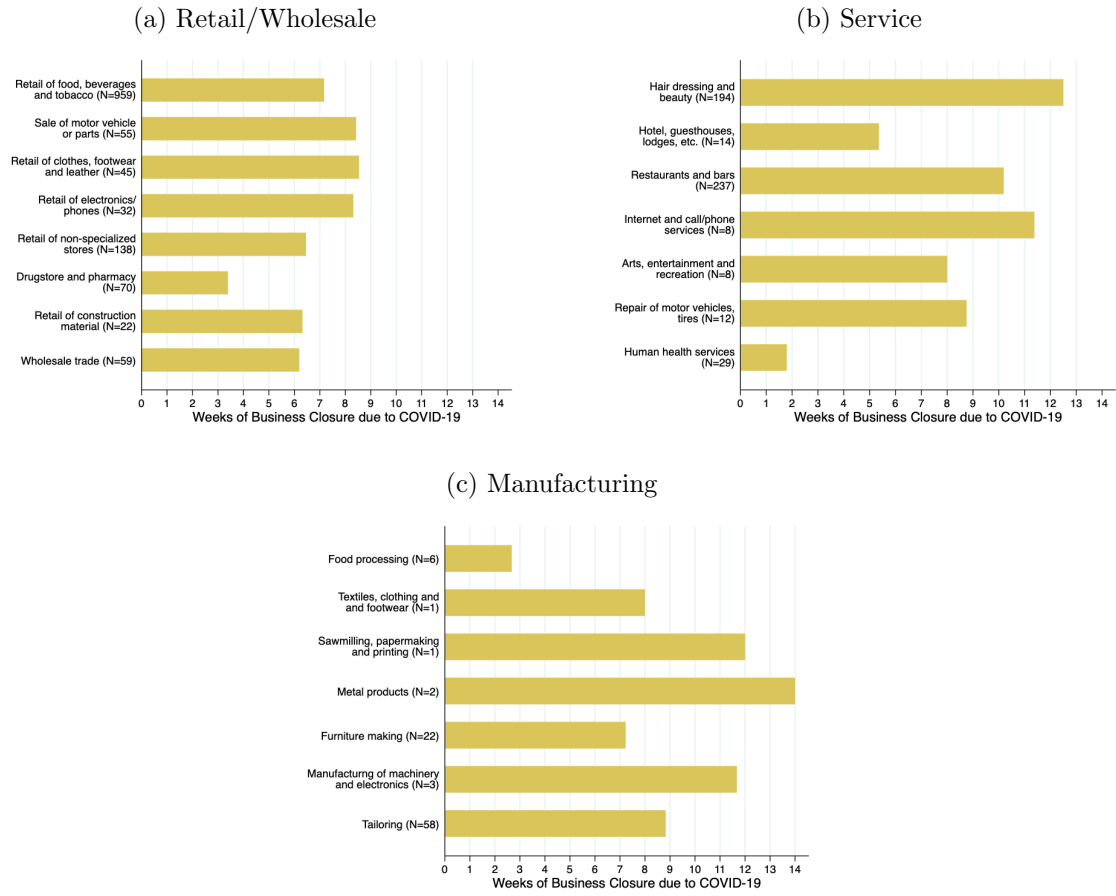 (a) Retail/Wholesale
Retail of food, beverages
and tobacco (N=959)
Sale of motor vehicle
or parts (N=55)
Retail of clothes, footwear
and leather (N=45)
Retail of electronics/
phones (N=32)
Retail of non-specialized
stores (N=138)
Drugstore and pharmacy
(N=70)
Retail of construction
material (N=22)
Wholesale trade (N=59)
0 1 2 3 4 5 6 7 8 9 10 11 12 13 14
Weeks of Business Closure due to COVID-19
(b) Service
Hair dressing and
beauty (N=194)
Hotel, guesthouses,
lodges, etc. (N=14)
Restaurants and bars
(N=237)
Internet and call/phone
services (N=8)
Arts, entertainment and
recreation (N=8)
Repair of motor vehicles,
tires (N=12)
Human health services
(N=29)
0 1 2 3 4 5 6 7 8 9 10 11 12 13 14
Weeks of Business Closure due to COVID-19
(c) Manufacturing
Food processing (N=6)
Textiles, clothing and
and footwear (N=1)
Sawmilling, papermaking
and printing (N=1)
Metal products (N=2)
Furniture making (N=22)
Manufacturng of machinery
and electronics (N=3)
Tailoring (N=58)
0 1 2 3 4 5 6 7 8 9 10 11 12 13 14
Weeks of Business Closure due to COVID-19